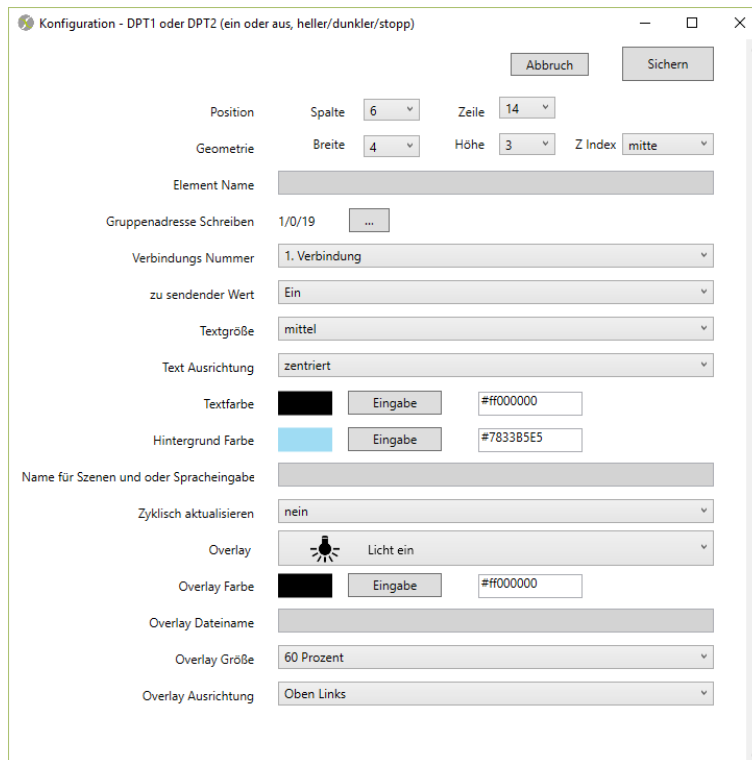 Konfiguration - DPT1 oder DPT2 (ein oder aus, heller/dunkler/stopp)
Abbruch Sichern
Position Spalte 6 Zeile 14
Geometrie Breite 4 Höhe 3 Z Index mitte
Element Name
Gruppenadresse Schreiben 1/0/19 ...
Verbindungs Nummer 1. Verbindung
zu sendender Wert Ein
Textgröße mittel
Text Ausrichtung zentriert
Textfarbe Eingabe #ff000000
Hintergrund Farbe Eingabe #7833B5E5
Name für Szenen und oder Spracheingabe
Zyklisch aktualisieren nein
Overlay Licht ein
Overlay Farbe Eingabe #ff000000
Overlay Dateiname
Overlay Größe 60 Prozent
Overlay Ausrichtung Oben Links